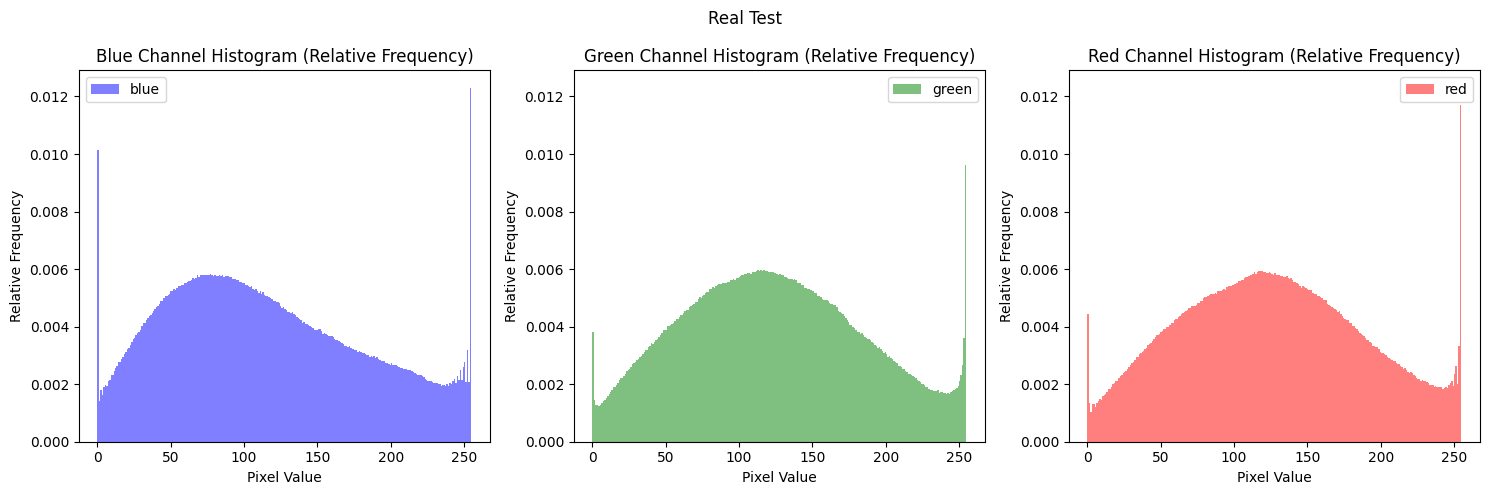 Real Test
Blue Channel Histogram (Relative Frequency)
blue
Relative Frequency
0.012
0.010
0.008
0.006
0.004
0.002
0.000
0 50 100 150 200 250
Pixel Value
Green Channel Histogram (Relative Frequency)
green
Relative Frequency
0.012
0.010
0.008
0.006
0.004
0.002
0.000
0 50 100 150 200 250
Pixel Value
Red Channel Histogram (Relative Frequency)
red
Relative Frequency
0.012
0.010
0.008
0.006
0.004
0.002
0.000
0 50 100 150 200 250
Pixel Value